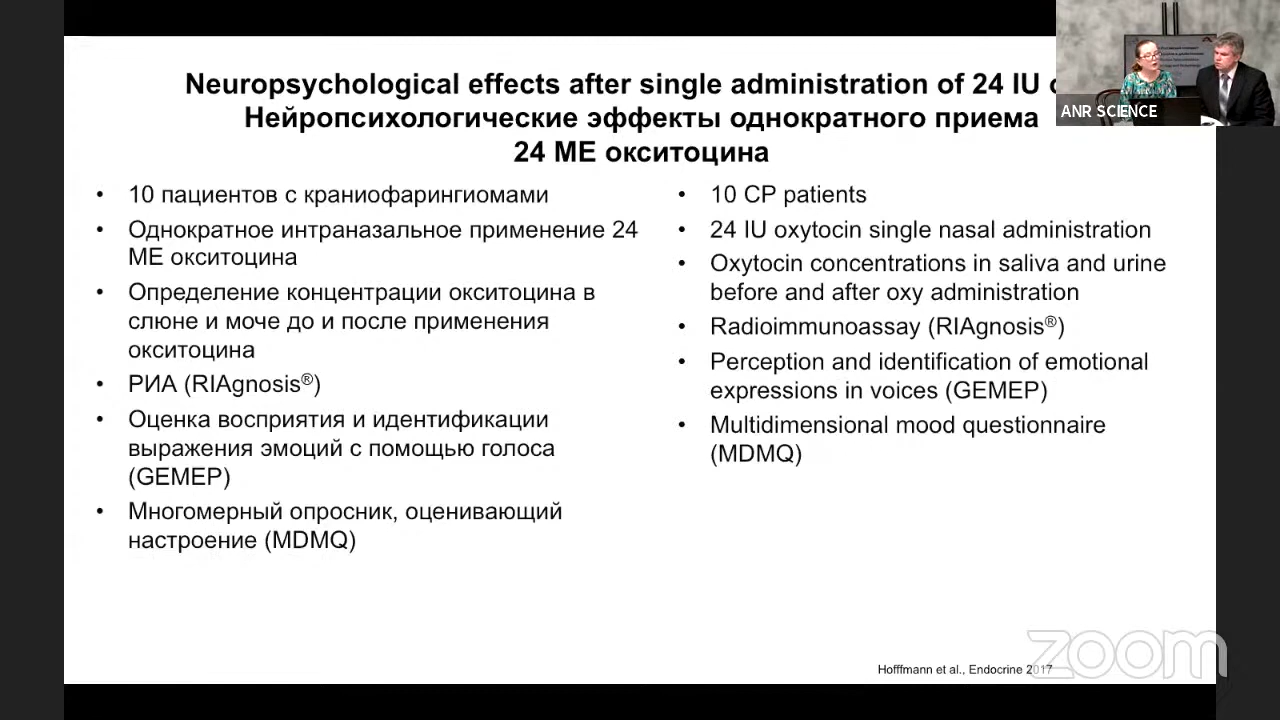 Neuropsychological effects after single administration of 24 IU
Нейропсихологические эффекты однократного приема
24 МЕ окситоцина
ANR SCIENCE
• 10 пациентов с краниофарингиомами
• Однократное интраназальное применение 24
МЕ окситоцина
• Определение концентрации окситоцина в
слюне и моче до и после применения
окситоцина
• РИА (RIAgnosis®)
• Оценка восприятия и идентификации
выражения эмоций с помощью голоса
(GEMEP)
• Многомерный опросник, оценивающий
настроение (MDMQ)
• 10 CP patients
• 24 IU oxytocin single nasal administration
• Oxytocin concentrations in saliva and urine
before and after oxy administration
• Radioimmunoassay (RIAgnosis®)
• Perception and identification of emotional
expressions in voices (GEMEP)
• Multidimensional mood questionnaire
(MDMQ)
Hofffmann et al., Endocrine 2017
zoom